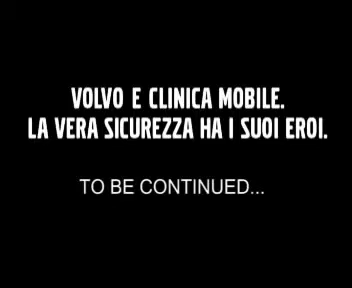 VOLVO E CLINICA MOBILE.
LA VERA SICUREZZA HA I SUOI EROI.
TO BE CONTINUED...